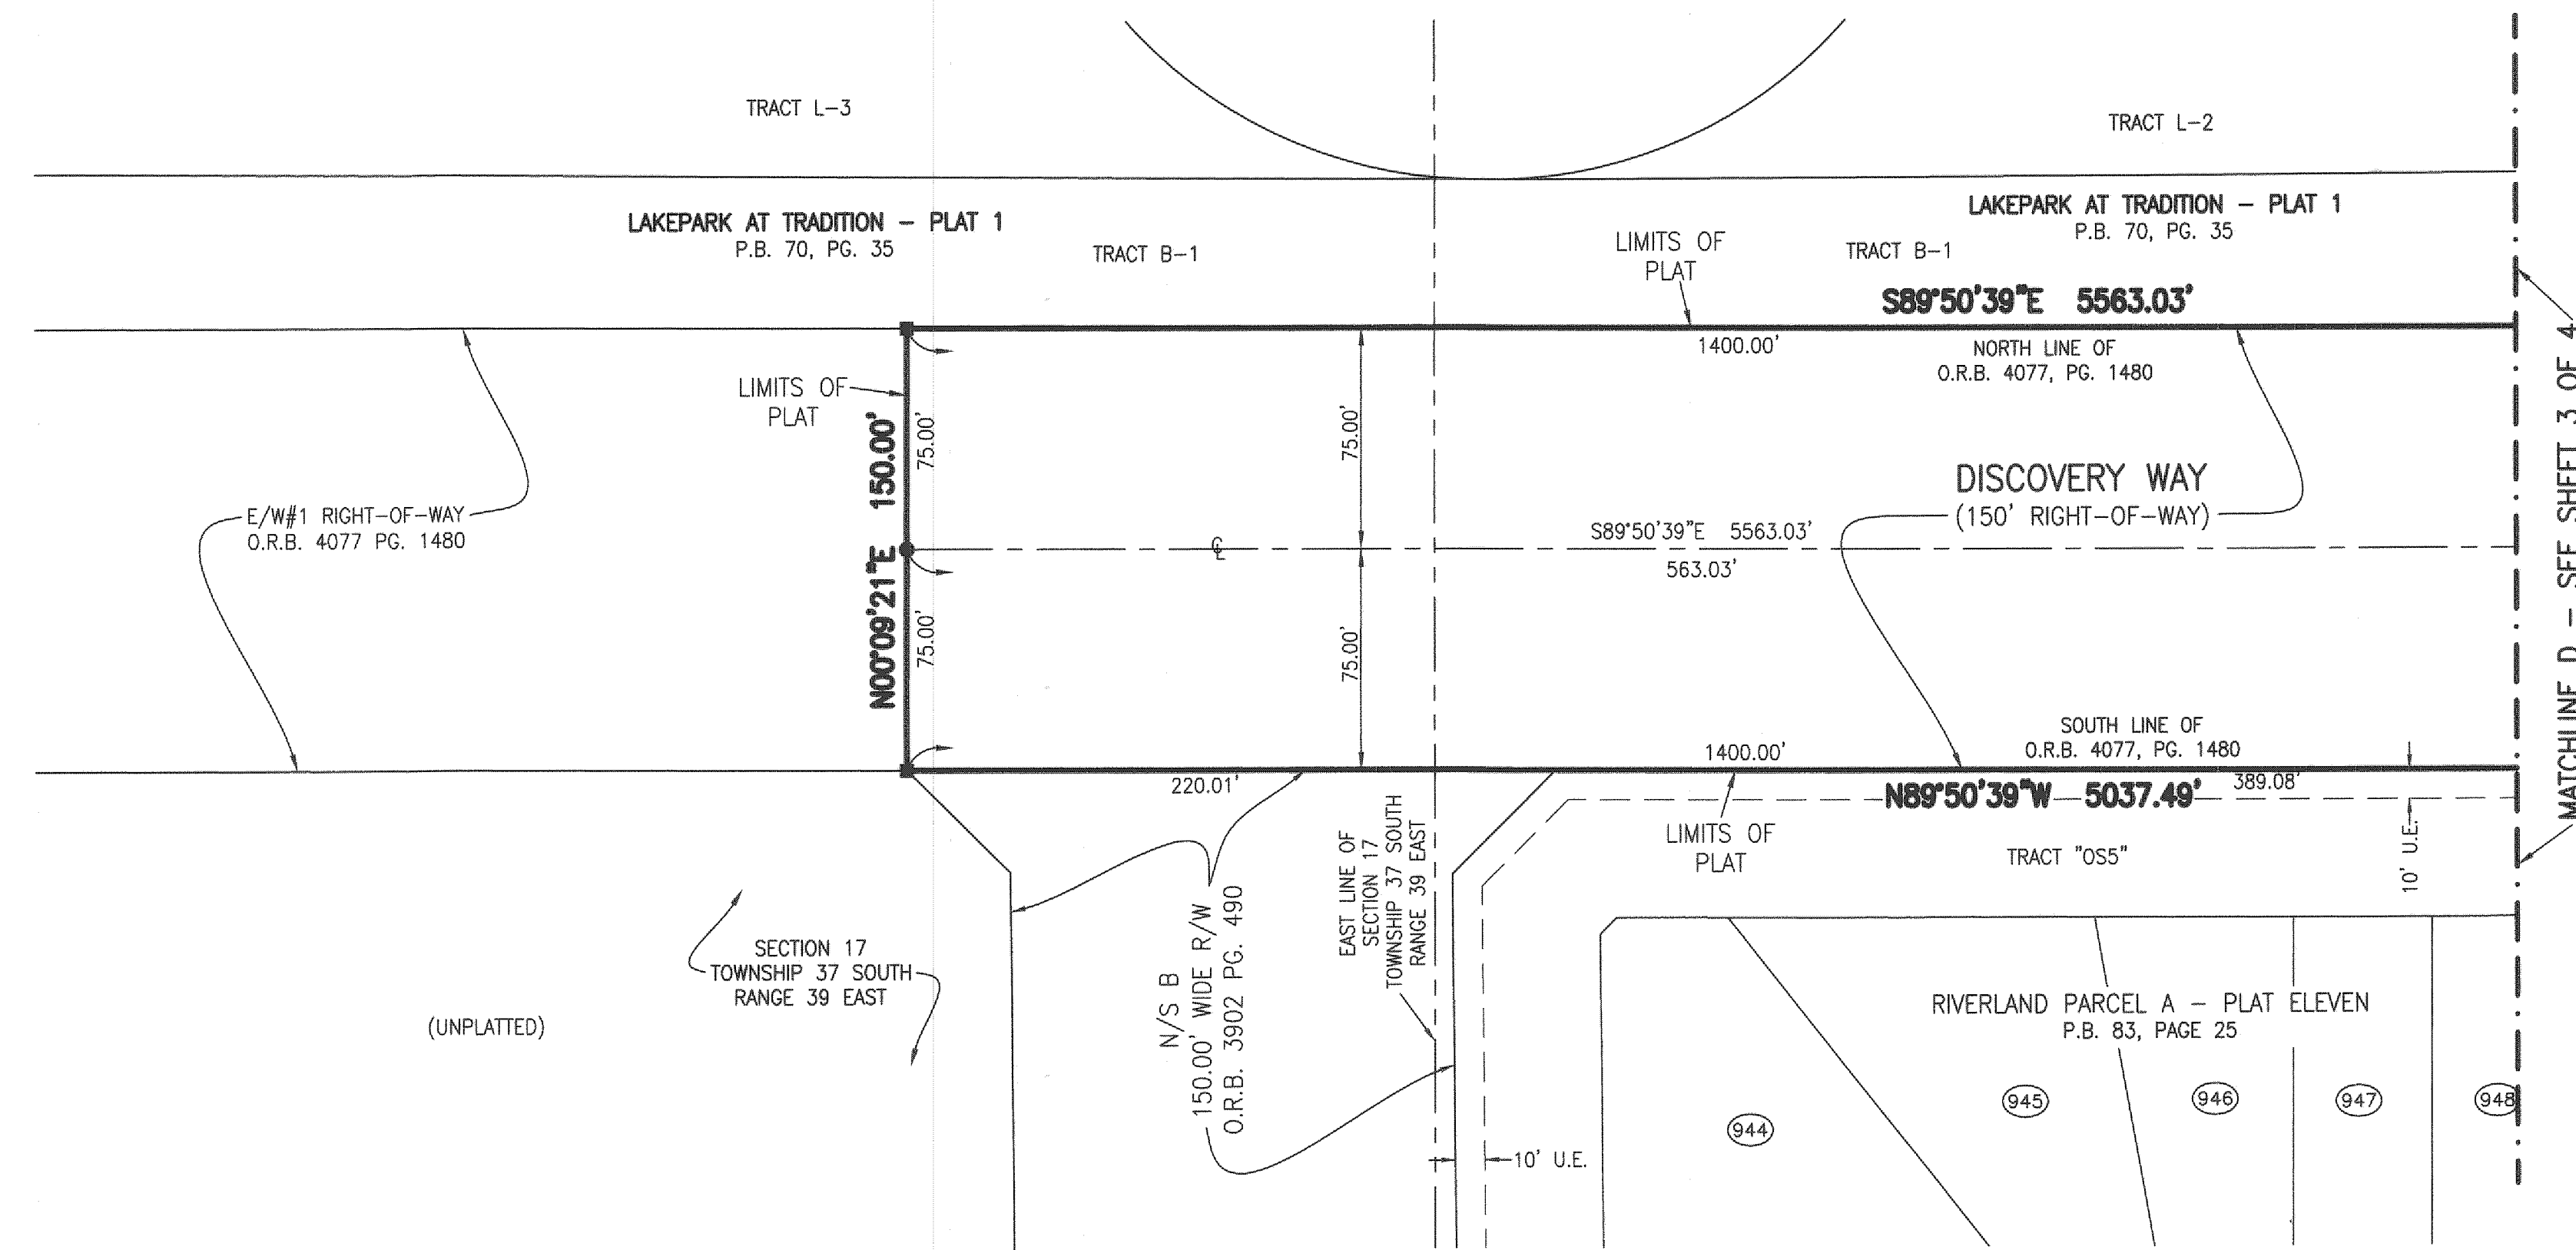 TRACT L-3
TRACT L-2
LAKEPARK AT TRADITION - PLAT 1
P.B. 70, PG. 35
TRACT B-1
LIMITS OF
PLAT
TRACT B-1
LAKEPARK AT TRADITION - PLAT 1
P.B. 70, PG. 35
S89°50'39"E 5563.03'
1400.00'
NORTH LINE OF
O.R.B. 4077, PG. 1480
LIMITS OF
PLAT
N00°09'21"E 150.00'
75.00'
75.00'
75.00'
75.00'
E/W#1 RIGHT-OF-WAY
O.R.B. 4077 PG. 1480
℄
S89°50'39"E 5563.03'
563.03'
DISCOVERY WAY
(150' RIGHT-OF-WAY)
MATCHLINE D - SEE SHEET 3 OF 4
SOUTH LINE OF
O.R.B. 4077, PG. 1480
1400.00'
220.01'
N89°50'39"W 5037.49'
389.08'
LIMITS OF
PLAT
TRACT "OS5"
10' U.E.
EAST LINE OF
SECTION 17
TOWNSHIP 37 SOUTH
RANGE 39 EAST
N/S B
150.00' WIDE R/W
O.R.B. 3902 PG. 490
SECTION 17
TOWNSHIP 37 SOUTH
RANGE 39 EAST
(UNPLATTED)
RIVERLAND PARCEL A - PLAT ELEVEN
P.B. 83, PAGE 25
944
945
946
947
948
10' U.E.